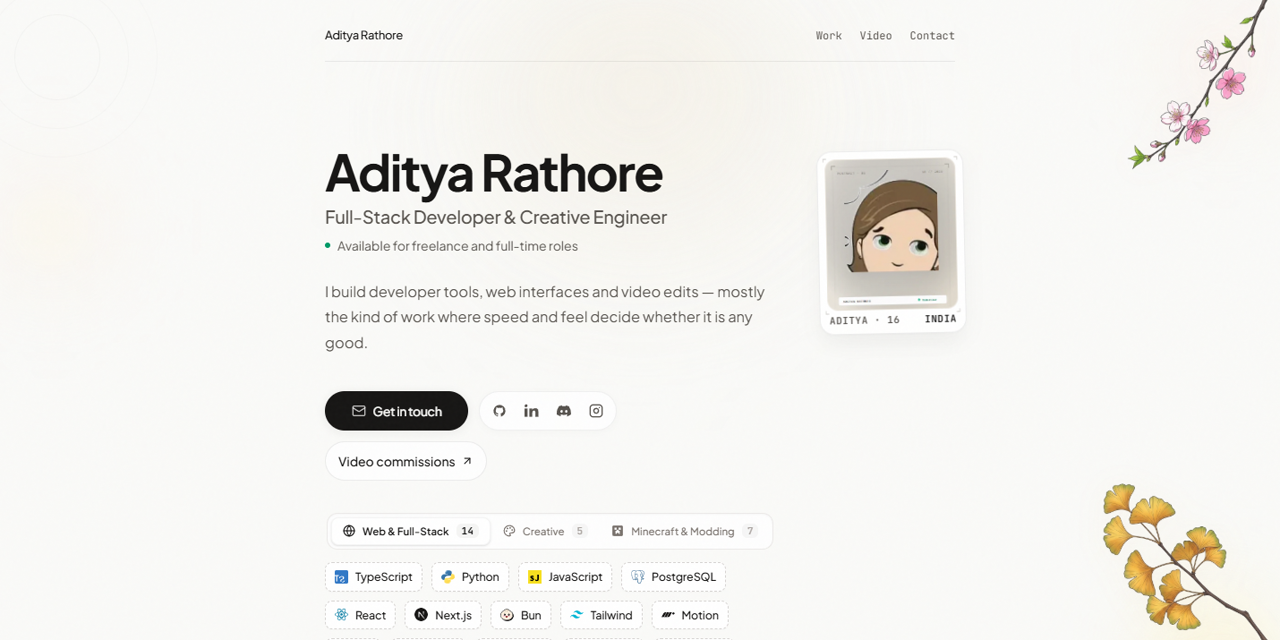 Aditya Rathore
Work Video Contact
Aditya Rathore
Full-Stack Developer & Creative Engineer
Available for freelance and full-time roles
I build developer tools, web interfaces and video edits — mostly
the kind of work where speed and feel decide whether it is any
good.
ADITYA · 16 INDIA
Get in touch
in
Video commissions
Web & Full-Stack 14 Creative 5 Minecraft & Modding 7
TypeScript Python JavaScript PostgreSQL
React Next.js Bun Tailwind Motion